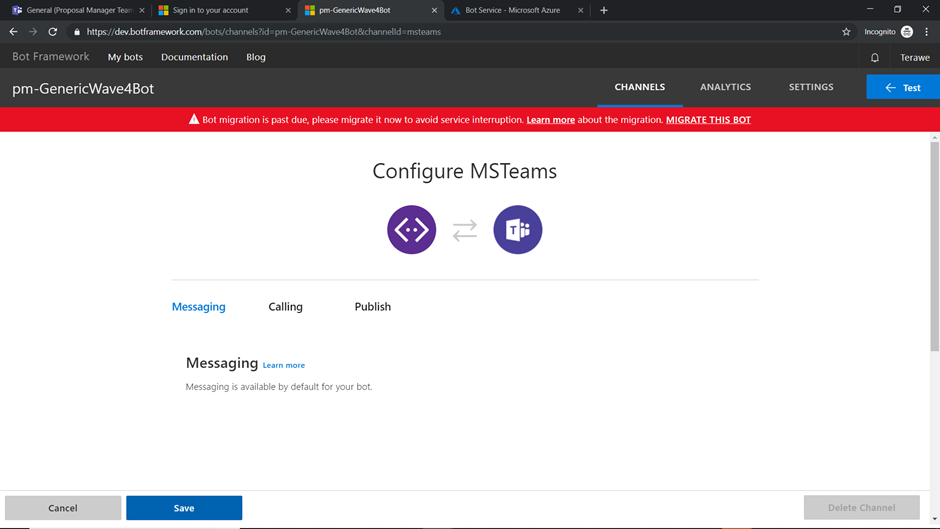 General (Proposal Manager Team
Sign in to your account
pm-GenericWave4Bot
Bot Service - Microsoft Azure
https://dev.botframework.com/bots/channels?id=pm-GenericWave4Bot&channelId=msteams
Incognito
Bot Framework
My bots
Documentation
Blog
Terawe
pm-GenericWave4Bot
CHANNELS
ANALYTICS
SETTINGS
Test
Bot migration is past due, please migrate it now to avoid service interruption. Learn more about the migration. MIGRATE THIS BOT
Configure MSTeams
T
Messaging
Calling
Publish
Messaging Learn more
Messaging is available by default for your bot.
Cancel
Save
Delete Channel